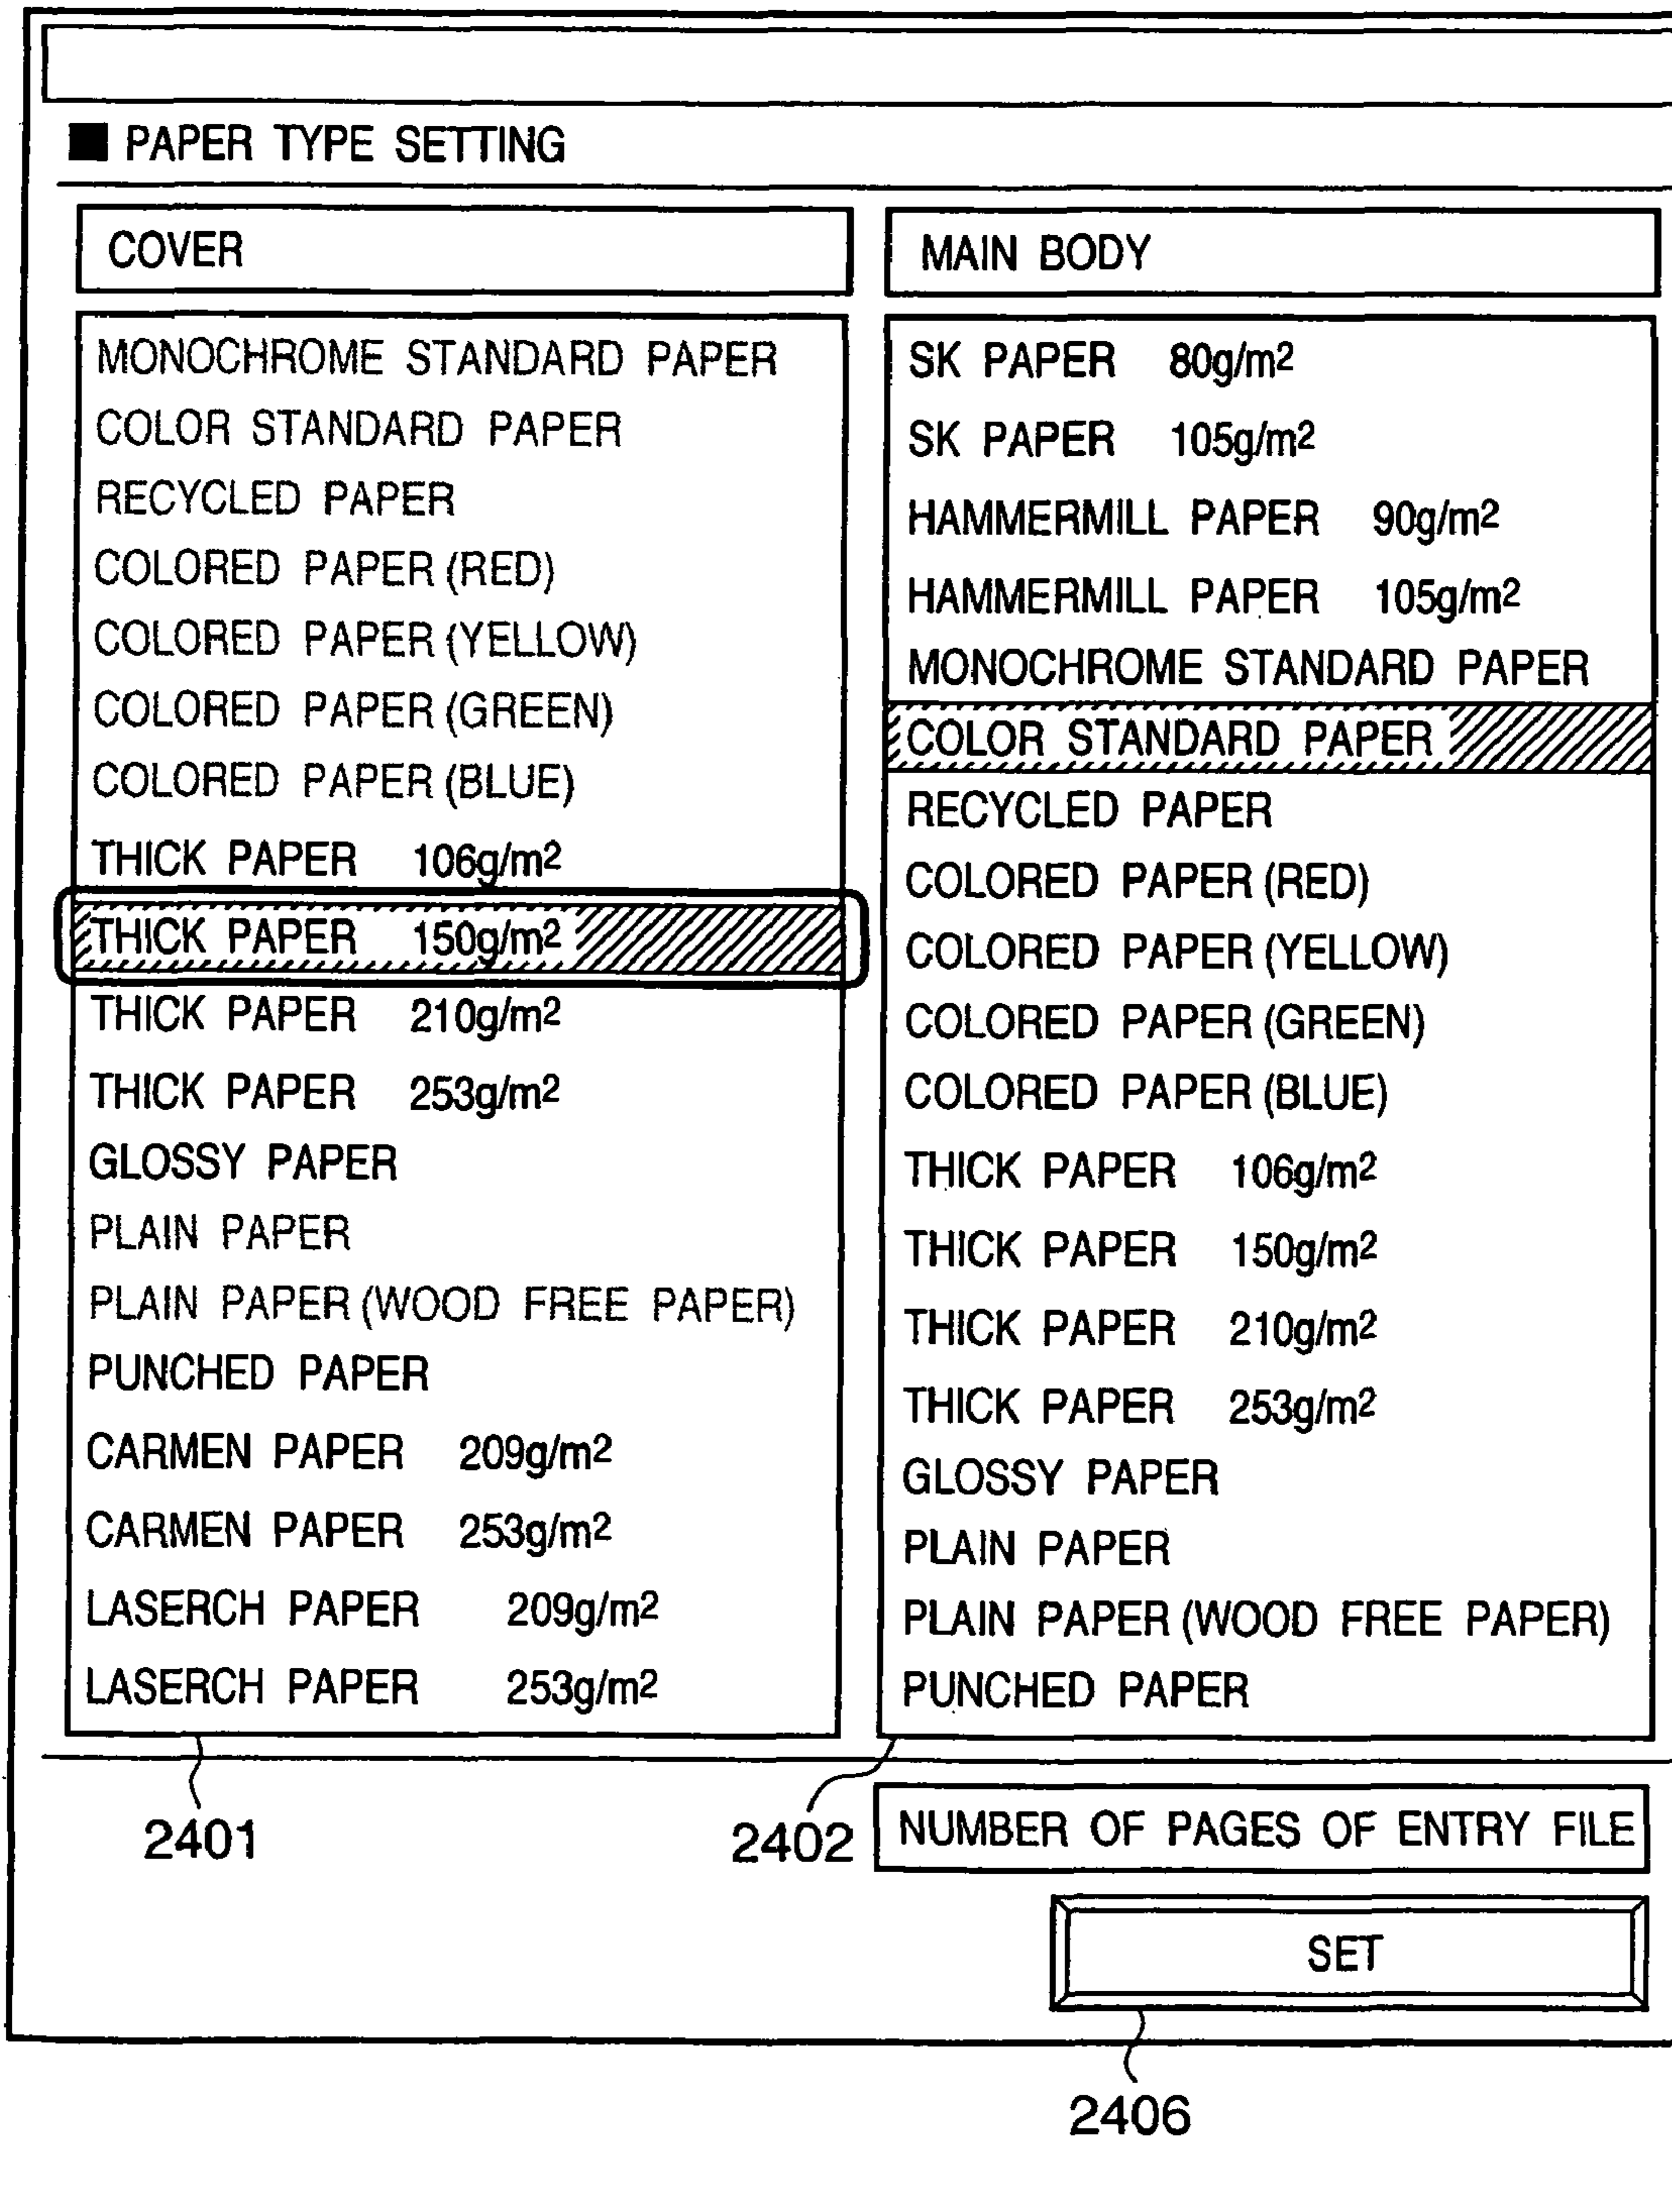 ■ PAPER TYPE SETTING
COVER
MONOCHROME STANDARD PAPER
COLOR STANDARD PAPER
RECYCLED PAPER
COLORED PAPER (RED)
COLORED PAPER (YELLOW)
COLORED PAPER (GREEN)
COLORED PAPER (BLUE)
THICK PAPER 106g/m2
THICK PAPER 150g/m2
THICK PAPER 210g/m2
THICK PAPER 253g/m2
GLOSSY PAPER
PLAIN PAPER
PLAIN PAPER (WOOD FREE PAPER)
PUNCHED PAPER
CARMEN PAPER 209g/m2
CARMEN PAPER 253g/m2
LASERCH PAPER 209g/m2
LASERCH PAPER 253g/m2
2401
MAIN BODY
SK PAPER 80g/m2
SK PAPER 105g/m2
HAMMERMILL PAPER 90g/m2
HAMMERMILL PAPER 105g/m2
MONOCHROME STANDARD PAPER
COLOR STANDARD PAPER
RECYCLED PAPER
COLORED PAPER (RED)
COLORED PAPER (YELLOW)
COLORED PAPER (GREEN)
COLORED PAPER (BLUE)
THICK PAPER 106g/m2
THICK PAPER 150g/m2
THICK PAPER 210g/m2
THICK PAPER 253g/m2
GLOSSY PAPER
PLAIN PAPER
PLAIN PAPER (WOOD FREE PAPER)
PUNCHED PAPER
2402
NUMBER OF PAGES OF ENTRY FILE
SET
2406